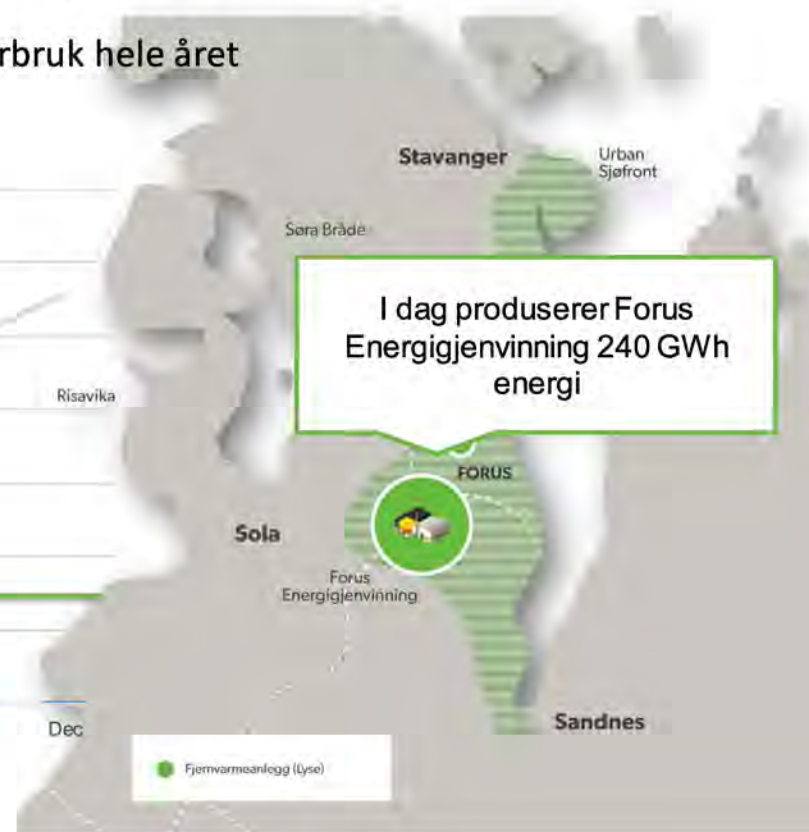 rbruk hele året
Stavanger
Urban
Sjøfront
Søra Bråde
I dag produserer Forus
Energigjenvinning 240 GWh
energi
Risavika
FORUS
Sola
Forus
Energigjenvinning
Sandnes
Dec
Fjernvarmeanlegg (Lyse)